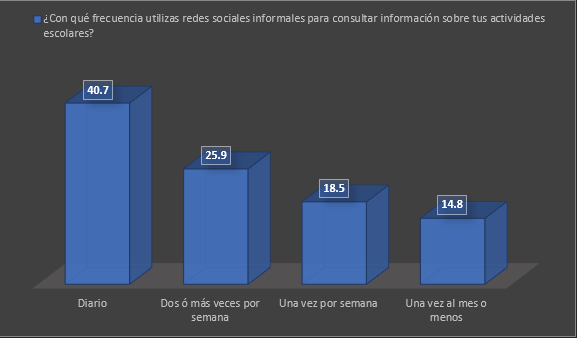 ¿Con qué frecuencia utilizas redes sociales informales para consultar información sobre tus actividades
escolares?
40.7
25.9
18.5
14.8
Diario
Dos ó más veces por
semana
Una vez por semana
Una vez al mes o
menos